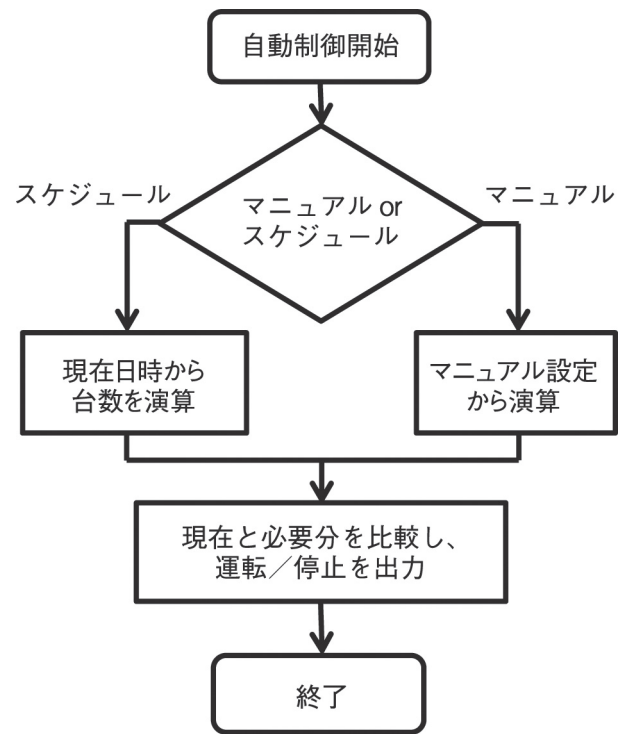 自動制御開始
スケジュール
マニュアル
マニュアル or
スケジュール
現在日時から
台数を演算
マニュアル設定
から演算
現在と必要分を比較し、
運転／停止を出力
終了